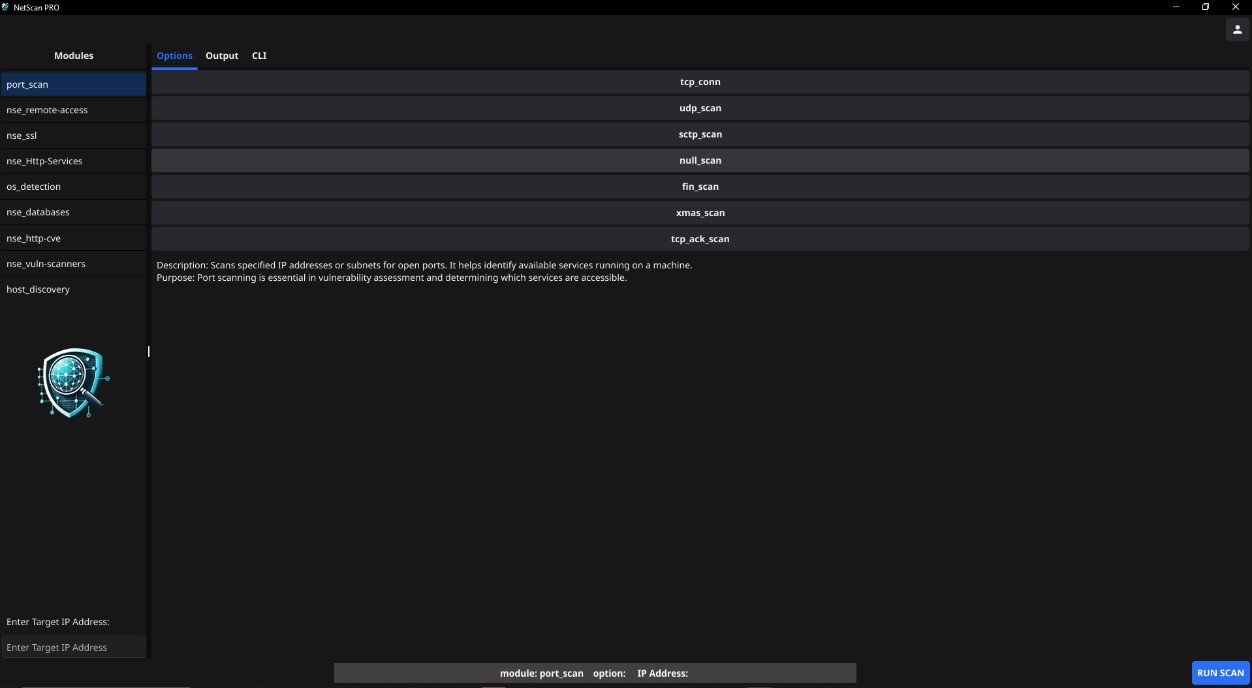 NetScan PRO
Modules
Options Output CLI
port_scan
nse_remote-access
nse_ssl
nse_Http-Services
os_detection
nse_databases
nse_http-cve
nse_vuln-scanners
host_discovery
tcp_conn
udp_scan
sctp_scan
null_scan
fin_scan
xmas_scan
tcp_ack_scan
Description: Scans specified IP addresses or subnets for open ports. It helps identify available services running on a machine.
Purpose: Port scanning is essential in vulnerability assessment and determining which services are accessible.
Enter Target IP Address:
Enter Target IP Address
module: port_scan option: IP Address:
RUN SCAN